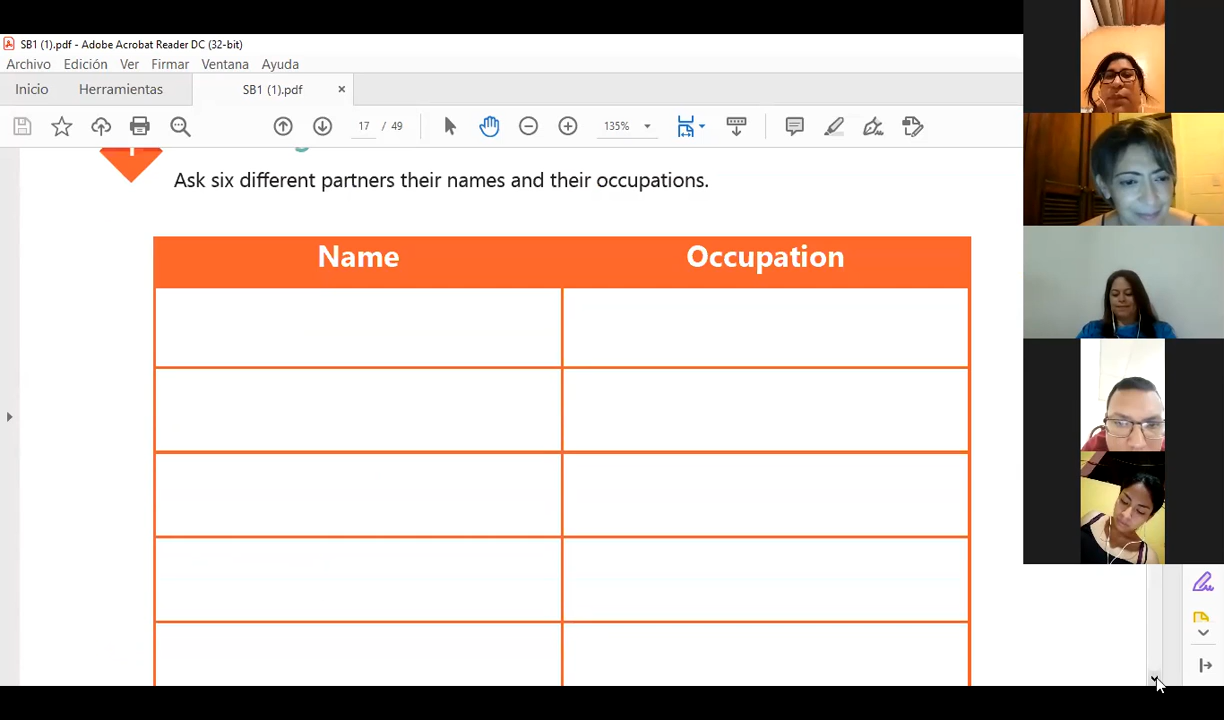 SB1 (1).pdf - Adobe Acrobat Reader DC (32-bit)
Archivo Edición Ver Firmar Ventana Ayuda
Inicio Herramientas SB1 (1).pdf ×
17 / 49 135%
Ask six different partners their names and their occupations.
Name Occupation